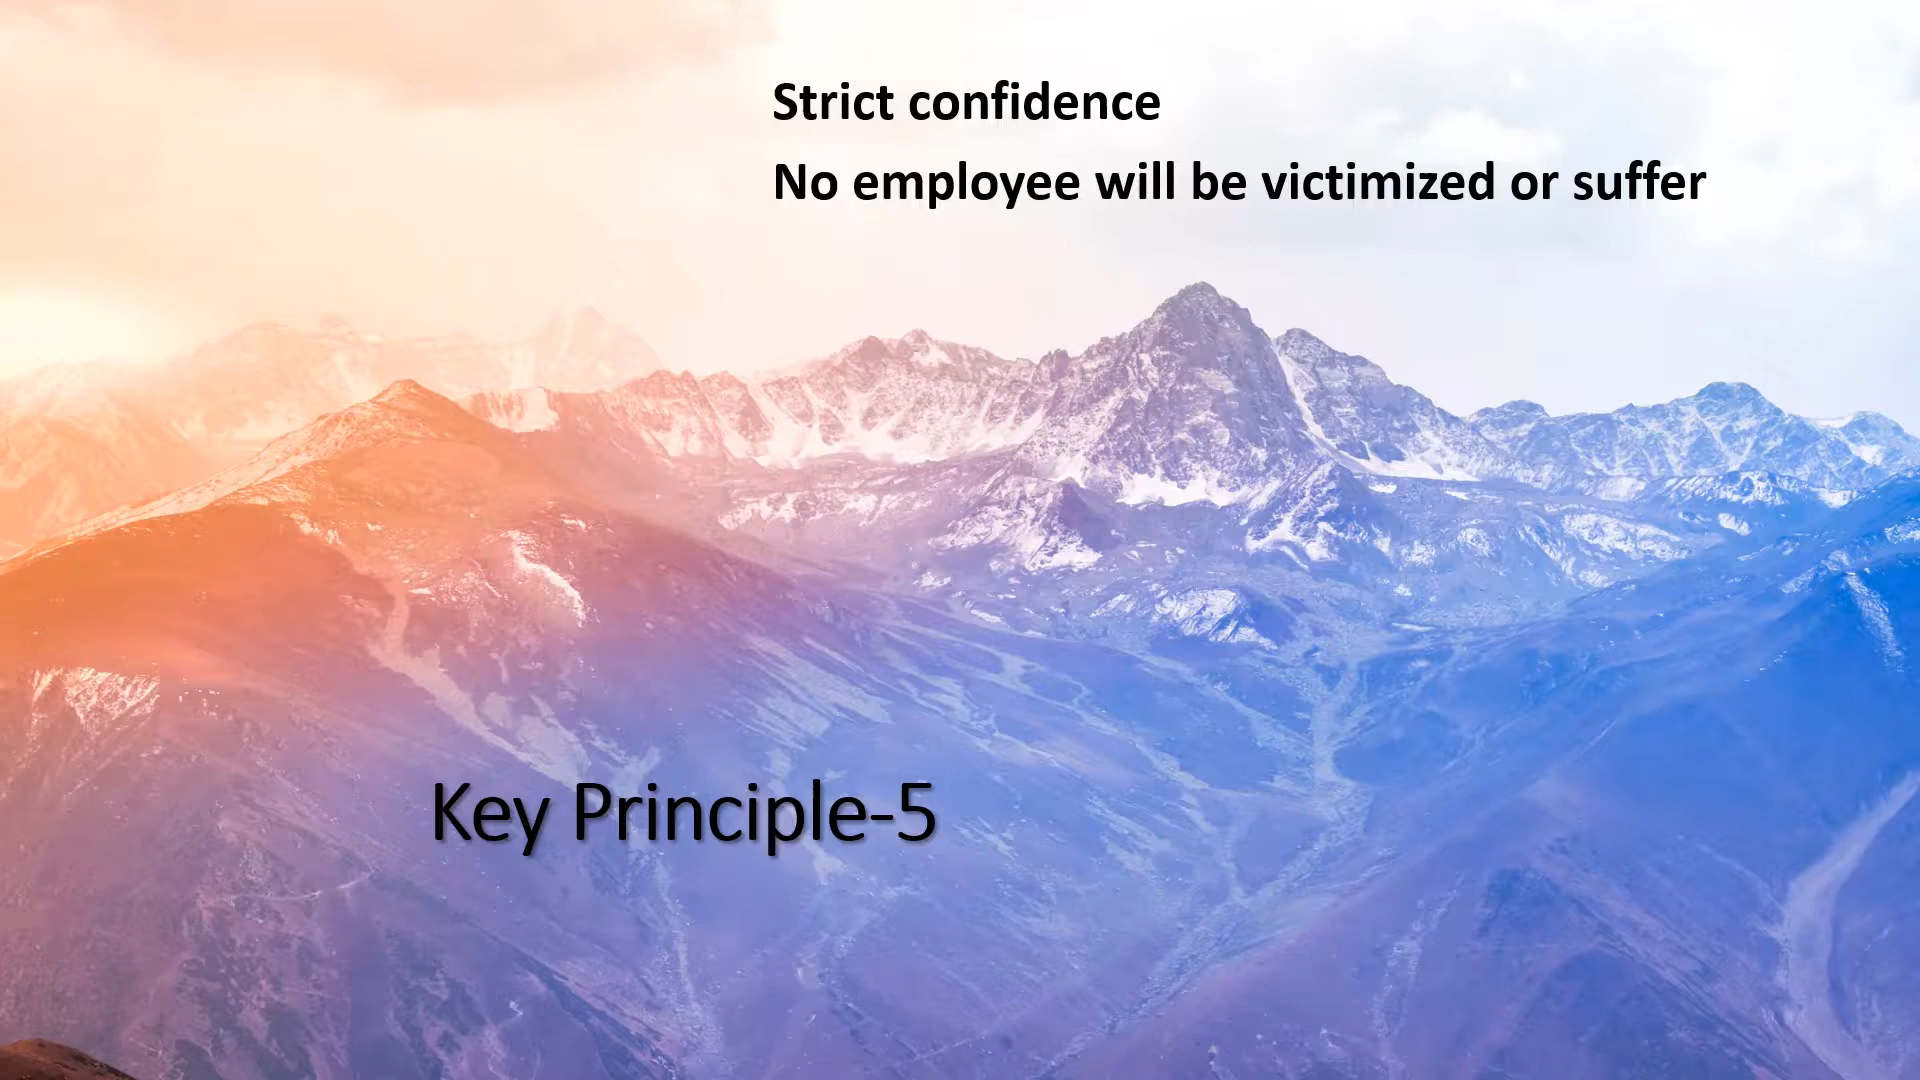 Strict confidence
No employee will be victimized or suffer
Key Principle-5